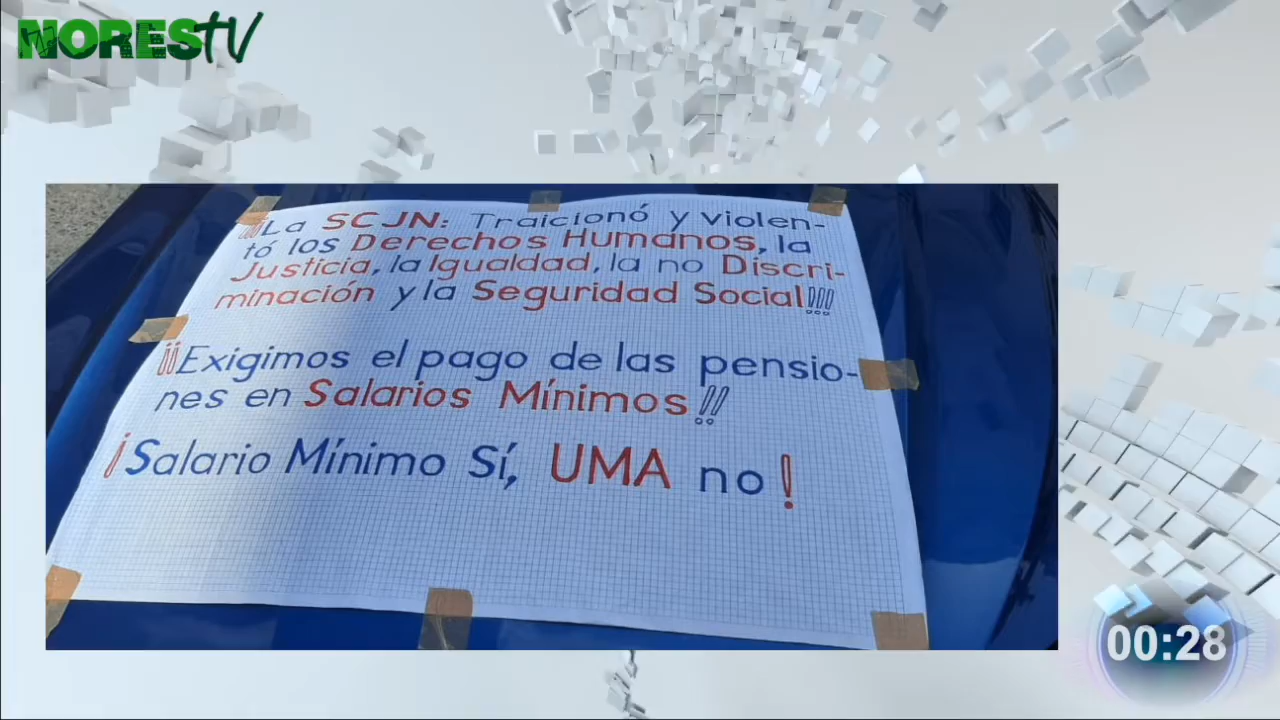 NORESTV
¡¡¡La SCJN: Traicionó y violen-
tó los Derechos Humanos, la
Justicia, la Igualdad, la no Discri-
minación y la Seguridad Social!!!
¡¡Exigimos el pago de las pensio-
nes en Salarios Mínimos!!
¡Salario Mínimo Sí, UMA no!
00:28